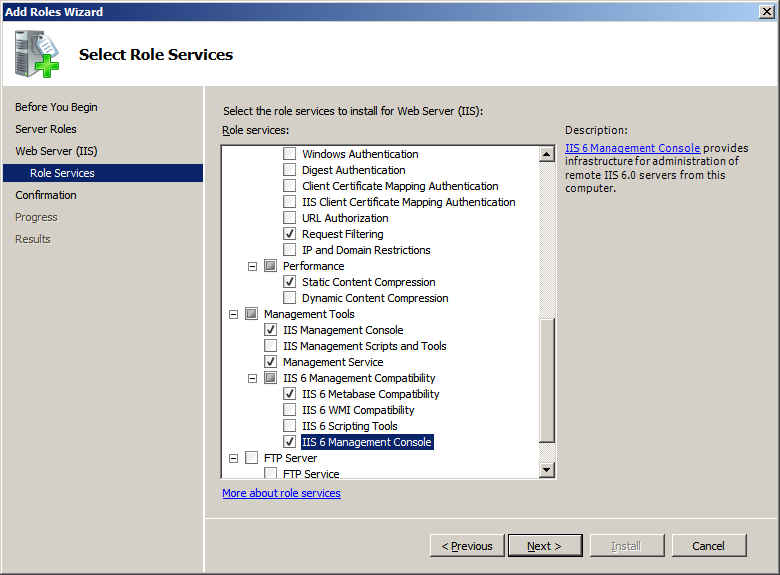 Add Roles Wizard
Select Role Services
Before You Begin
Server Roles
Web Server (IIS)
Role Services
Confirmation
Progress
Results
Select the role services to install for Web Server (IIS):
Role services:
Windows Authentication
Digest Authentication
Client Certificate Mapping Authentication
IIS Client Certificate Mapping Authentication
URL Authorization
Request Filtering
IP and Domain Restrictions
Performance
Static Content Compression
Dynamic Content Compression
Management Tools
IIS Management Console
IIS Management Scripts and Tools
Management Service
IIS 6 Management Compatibility
IIS 6 Metabase Compatibility
IIS 6 WMI Compatibility
IIS 6 Scripting Tools
IIS 6 Management Console
FTP Server
FTP Service
More about role services
Description:
IIS 6 Management Console provides
infrastructure for administration of
remote IIS 6.0 servers from this
computer.
< Previous
Next >
Install
Cancel